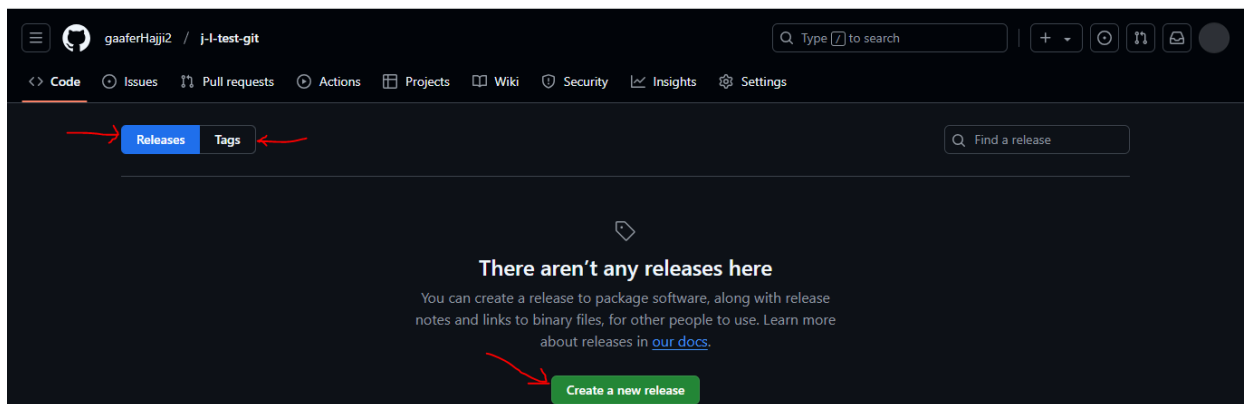 gaaferHajji2 / j-l-test-git
Type / to search
Code Issues Pull requests Actions Projects Wiki Security Insights Settings
Releases Tags
Find a release
There aren't any releases here
You can create a release to package software, along with release
notes and links to binary files, for other people to use. Learn more
about releases in our docs.
Create a new release